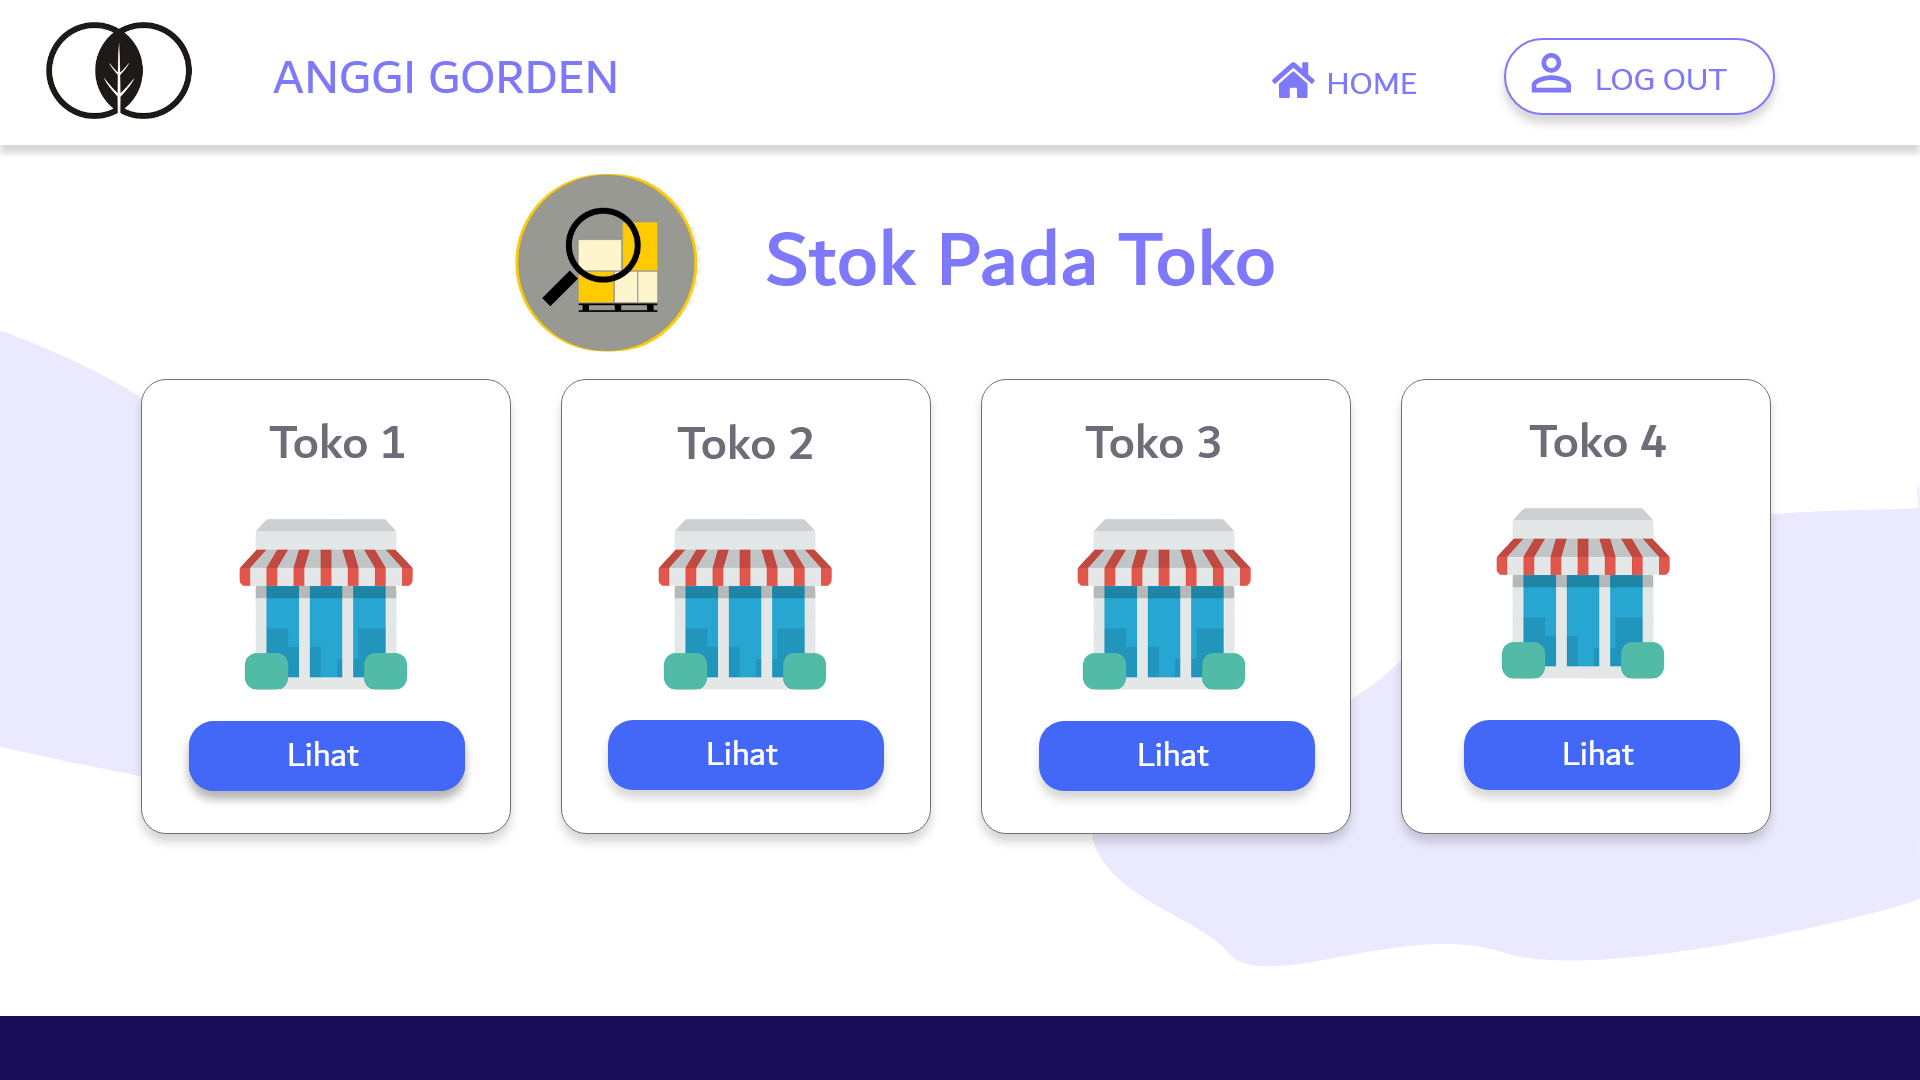 ANGGI GORDEN
HOME
LOG OUT
Stok Pada Toko
Toko 1
Toko 2
Toko 3
Toko 4
Lihat
Lihat
Lihat
Lihat